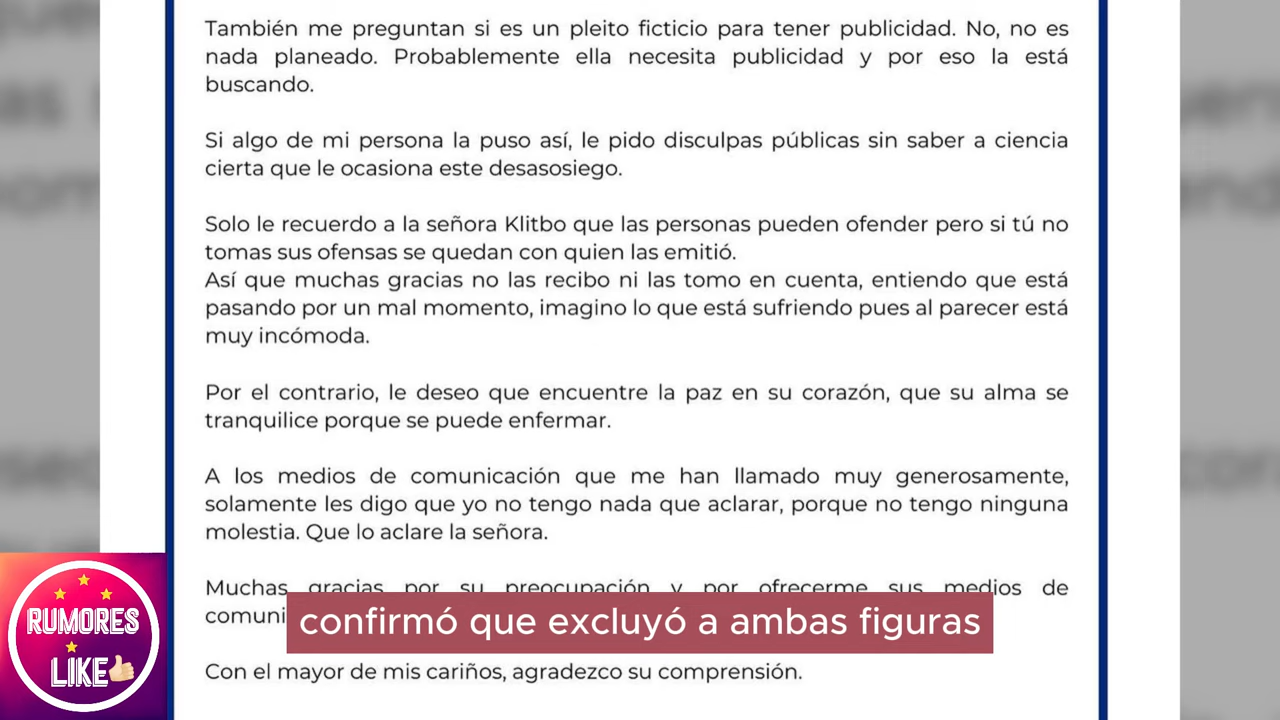 También me preguntan si es un pleito ficticio para tener publicidad. No, no es
nada planeado. Probablemente ella necesita publicidad y por eso la está
buscando.
Si algo de mi persona la puso así, le pido disculpas públicas sin saber a ciencia
cierta que le ocasiona este desasosiego.
Solo le recuerdo a la señora Klitbo que las personas pueden ofender pero si tú no
tomas sus ofensas se quedan con quien las emitió.
Así que muchas gracias no las recibo ni las tomo en cuenta, entiendo que está
pasando por un mal momento, imagino lo que está sufriendo pues al parecer está
muy incómoda.
Por el contrario, le deseo que encuentre la paz en su corazón, que su alma se
tranquilice porque se puede enfermar.
A los medios de comunicación que me han llamado muy generosamente,
solamente les digo que yo no tengo nada que aclarar, porque no tengo ninguna
molestia. Que lo aclare la señora.
Muchas gracias por su preocupación y por ofrecerme sus medios de
comuni
confirmó que excluyó a ambas figuras
Con el mayor de mis cariños, agradezco su comprensión.
RUMORES
LIKE